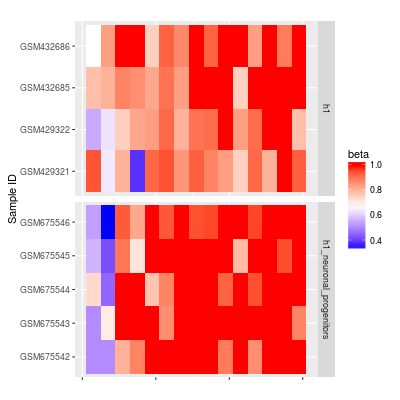 GSM432686
GSM432685
GSM429322
GSM429321
h1
GSM675546
GSM675545
GSM675544
GSM675543
GSM675542
h1_neuronal_progenitors
Sample ID
beta
1.0
0.8
0.6
0.4